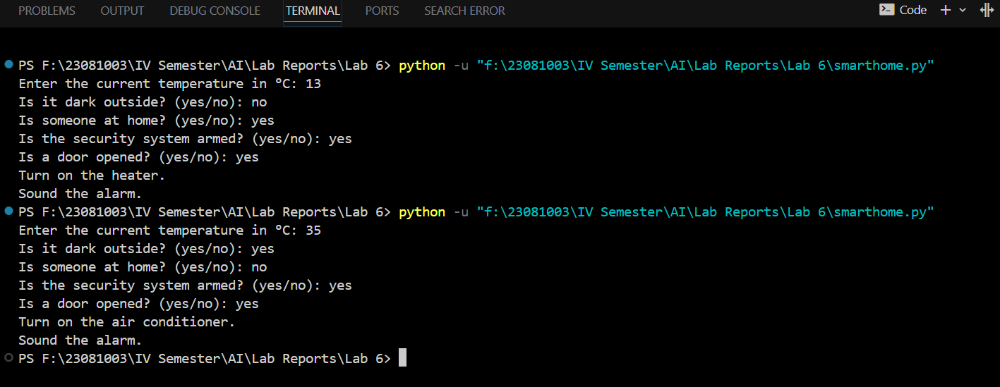 PROBLEMS OUTPUT DEBUG CONSOLE TERMINAL PORTS SEARCH ERROR Code
PS F:\23081003\IV Semester\AI\Lab Reports\Lab 6> python -u "f:\23081003\IV Semester\AI\Lab Reports\Lab 6\smarthome.py"
Enter the current temperature in °C: 13
Is it dark outside? (yes/no): no
Is someone at home? (yes/no): yes
Is the security system armed? (yes/no): yes
Is a door opened? (yes/no): yes
Turn on the heater.
Sound the alarm.
PS F:\23081003\IV Semester\AI\Lab Reports\Lab 6> python -u "f:\23081003\IV Semester\AI\Lab Reports\Lab 6\smarthome.py"
Enter the current temperature in °C: 35
Is it dark outside? (yes/no): yes
Is someone at home? (yes/no): no
Is the security system armed? (yes/no): yes
Is a door opened? (yes/no): yes
Turn on the air conditioner.
Sound the alarm.
PS F:\23081003\IV Semester\AI\Lab Reports\Lab 6>